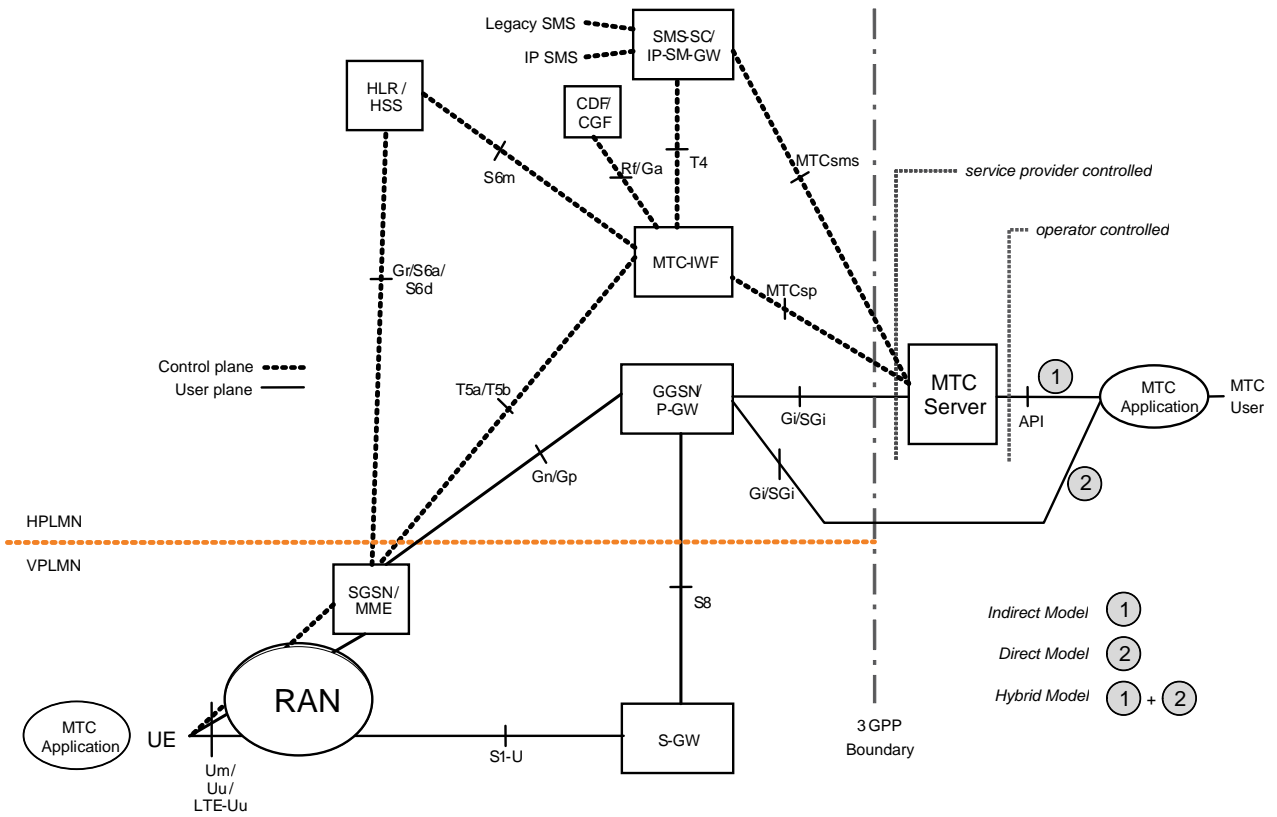 Legacy SMS
IP SMS
SMS-SC/
IP-SM-GW
HLR /
HSS
CDF/
CGF
Rf/Ga
T4
MTCsms
S6m
service provider controlled
operator controlled
MTC-IWF
MTCsp
Gr/S6a/
S6d
Control plane
User plane
T5a/T5b
GGSN/
P-GW
Gi/SGi
MTC
Server
1
API
MTC
Application
MTC
User
Gn/Gp
Gi/SGi
2
HPLMN
VPLMN
SGSN /
MME
S8
Indirect Model 1
Direct Model 2
Hybrid Model 1 + 2
RAN
MTC
Application
UE
S1-U
S-GW
3 GPP
Boundary
Um/
Uu /
LTE-Uu